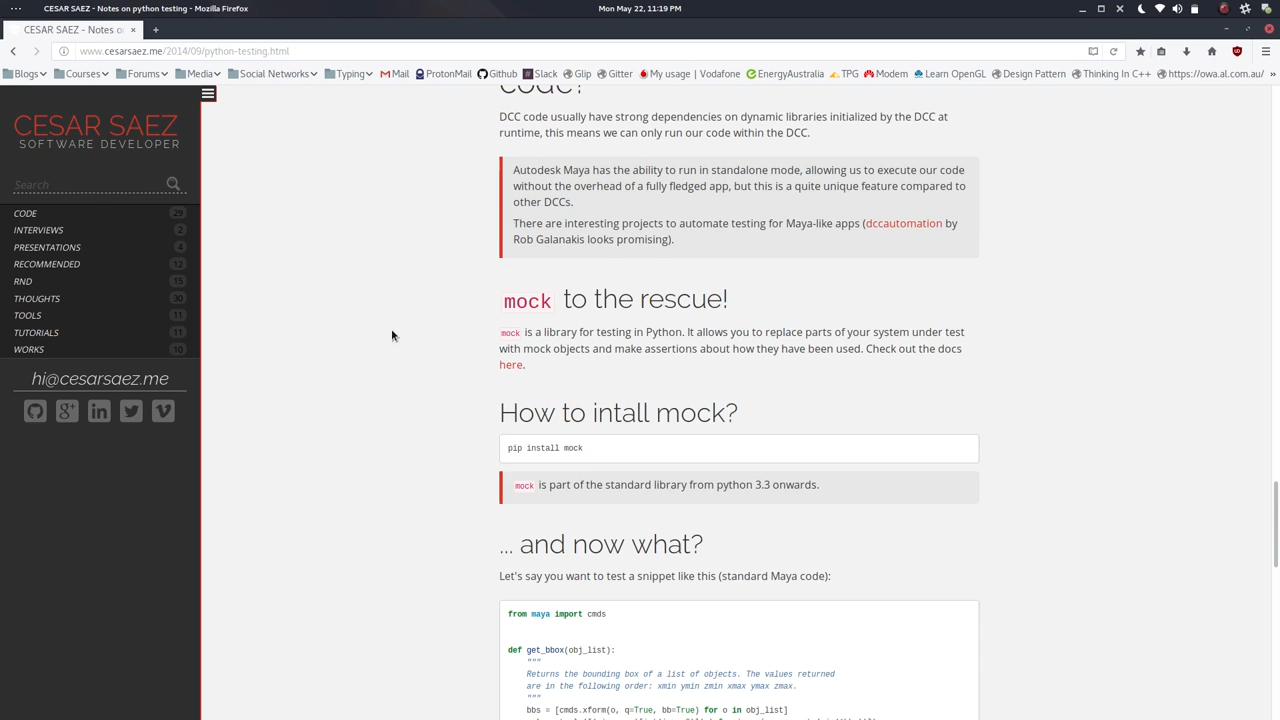 CESAR SAEZ - Notes on python testing - Mozilla Firefox
Mon May 22, 11:19 PM
CESAR SAEZ - Notes o
www.cesarsaez.me/2014/09/python-testing.html
Blogs
Courses
Forums
Media
Social Networks
Typing
Mail
ProtonMail
Github
Slack
Glip
Gitter
My usage | Vodafone
EnergyAustralia
TPG
Modem
Learn OpenGL
Design Pattern
Thinking In C++
https://owa.al.com.au/
CESAR SAEZ
SOFTWARE DEVELOPER
Search
CODE 29
INTERVIEWS 2
PRESENTATIONS 4
RECOMMENDED 12
RND 15
THOUGHTS 30
TOOLS 11
TUTORIALS 11
WORKS 10
hi@cesarsaez.me
code?
DCC code usually have strong dependencies on dynamic libraries initialized by the DCC at
runtime, this means we can only run our code within the DCC.
Autodesk Maya has the ability to run in standalone mode, allowing us to execute our code
without the overhead of a fully fledged app, but this is a quite unique feature compared to
other DCCs.
There are interesting projects to automate testing for Maya-like apps (dccautomation by
Rob Galanakis looks promising).
mock to the rescue!
mock is a library for testing in Python. It allows you to replace parts of your system under test
with mock objects and make assertions about how they have been used. Check out the docs
here.
How to intall mock?
pip install mock
mock is part of the standard library from python 3.3 onwards.
... and now what?
Let's say you want to test a snippet like this (standard Maya code):
from maya import cmds
def get_bbox(obj_list):
"""
Returns the bounding box of a list of objects. The values returned
are in the following order: xmin ymin zmin xmax ymax zmax.
"""
bbs = [cmds.xform(o, q=True, bb=True) for o in obj_list]